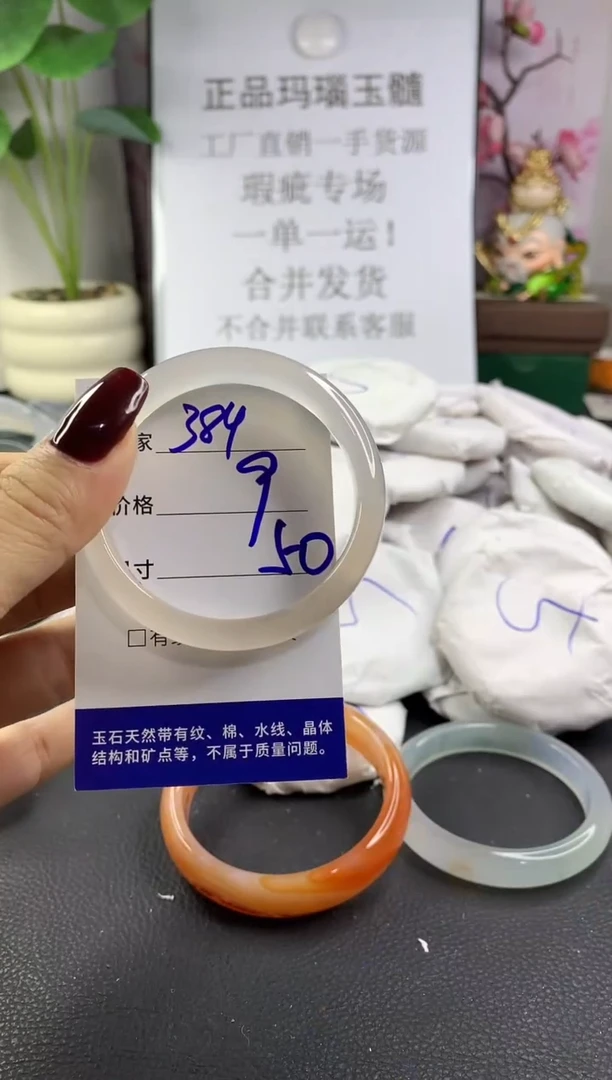 正品玛瑙玉髓
工厂直销一手货源
瑕疵专场
一单一运！
合并发货
不合并联系客服
家 384
价格 9
寸 50
□有
玉石天然带有纹、棉、水线、晶体
结构和矿点等，不属于质量问题。